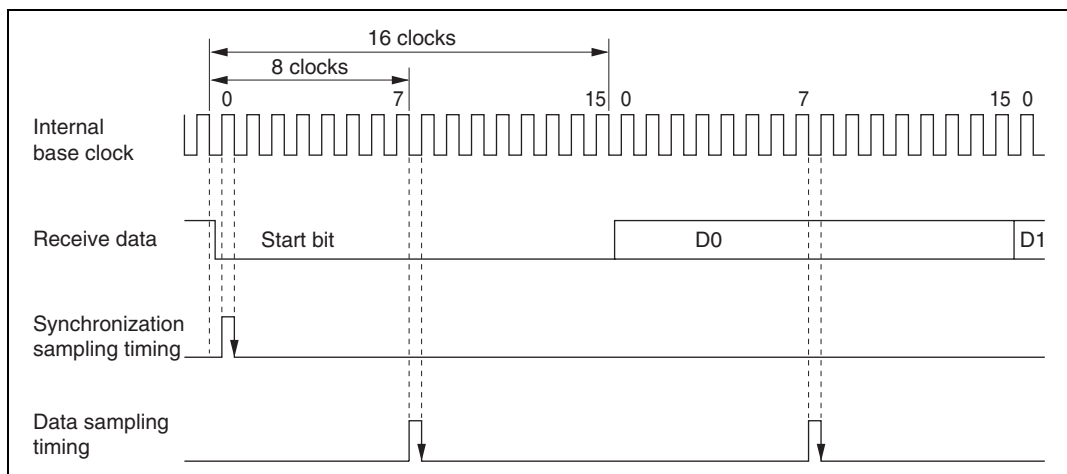 16 clocks
8 clocks
0 7 15 0 7 15 0
Internal
base clock
Receive data Start bit D0 D1
Synchronization
sampling timing
Data sampling
timing